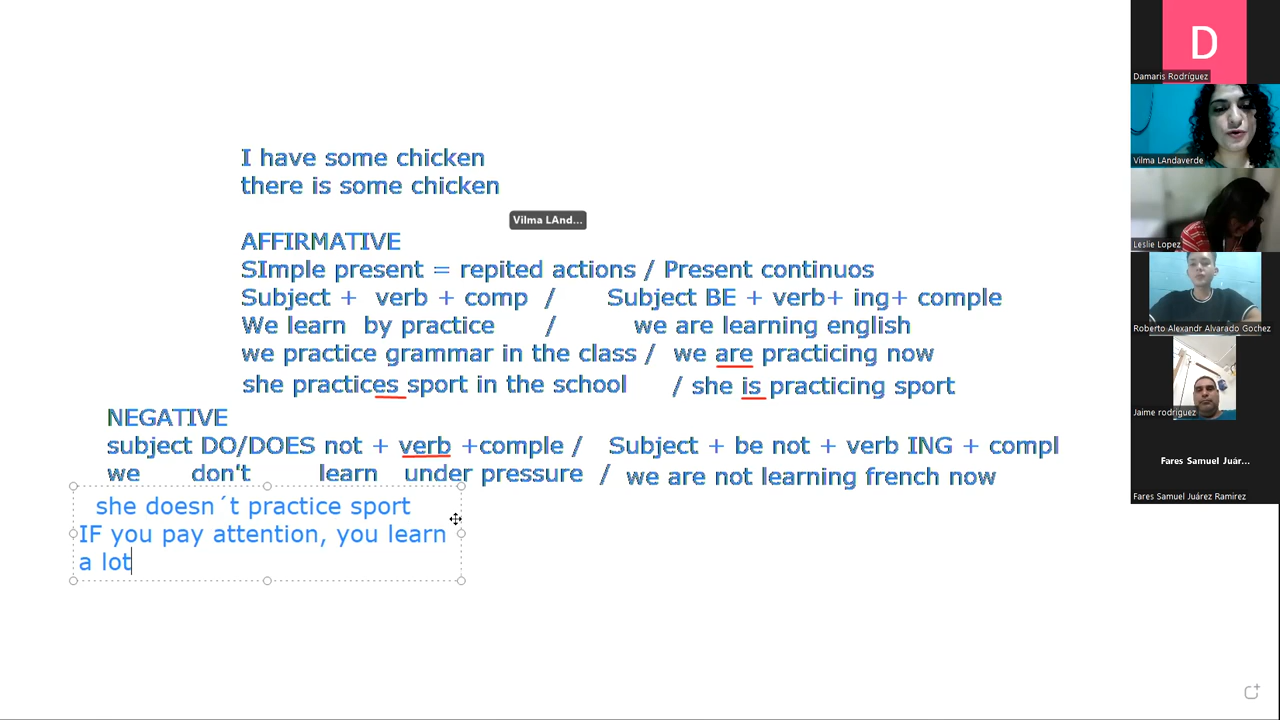 I have some chicken
there is some chicken
Vilma LAnd...
AFFIRMATIVE
SImple present = repited actions / Present continuos
Subject + verb + comp / Subject BE + verb+ ing+ comple
We learn by practice / we are learning english
we practice grammar in the class / we are practicing now
she practices sport in the school / she is practicing sport
NEGATIVE
subject DO/DOES not + verb +comple / Subject + be not + verb ING + compl
we don't learn under pressure / we are not learning french now
she doesn´t practice sport
IF you pay attention, you learn
a lot
D
Damaris Rodríguez
Vilma LAndaverde
Leslie Lopez
Roberto Alexandr Alvarado Gochez
Jaime rodriguez
Fares Samuel Juár...
Fares Samuel Juárez Ramirez